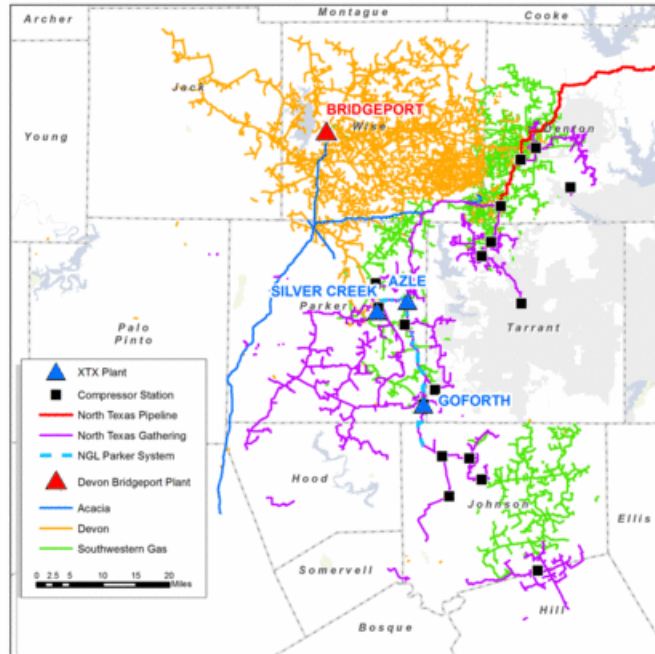 Archer
Montague
Cooke
Jack
Young
BRIDGEPORT
Wise
Denton
SILVER CREEK
AZLE
Parker
Palo
Pinto
Tarrant
GOFORTH
XTX Plant
Compressor Station
North Texas Pipeline
North Texas Gathering
NGL Parker System
Devon Bridgeport Plant
Acacia
Devon
Southwestern Gas
0 2.5 5 10 15 20
Miles
Hood
Johnson
Ellis
Somervell
Hill
Bosque